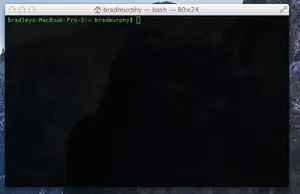 bradmurphy — bash — 80×24
Bradleys-MacBook-Pro-3:~ bradmurphy$